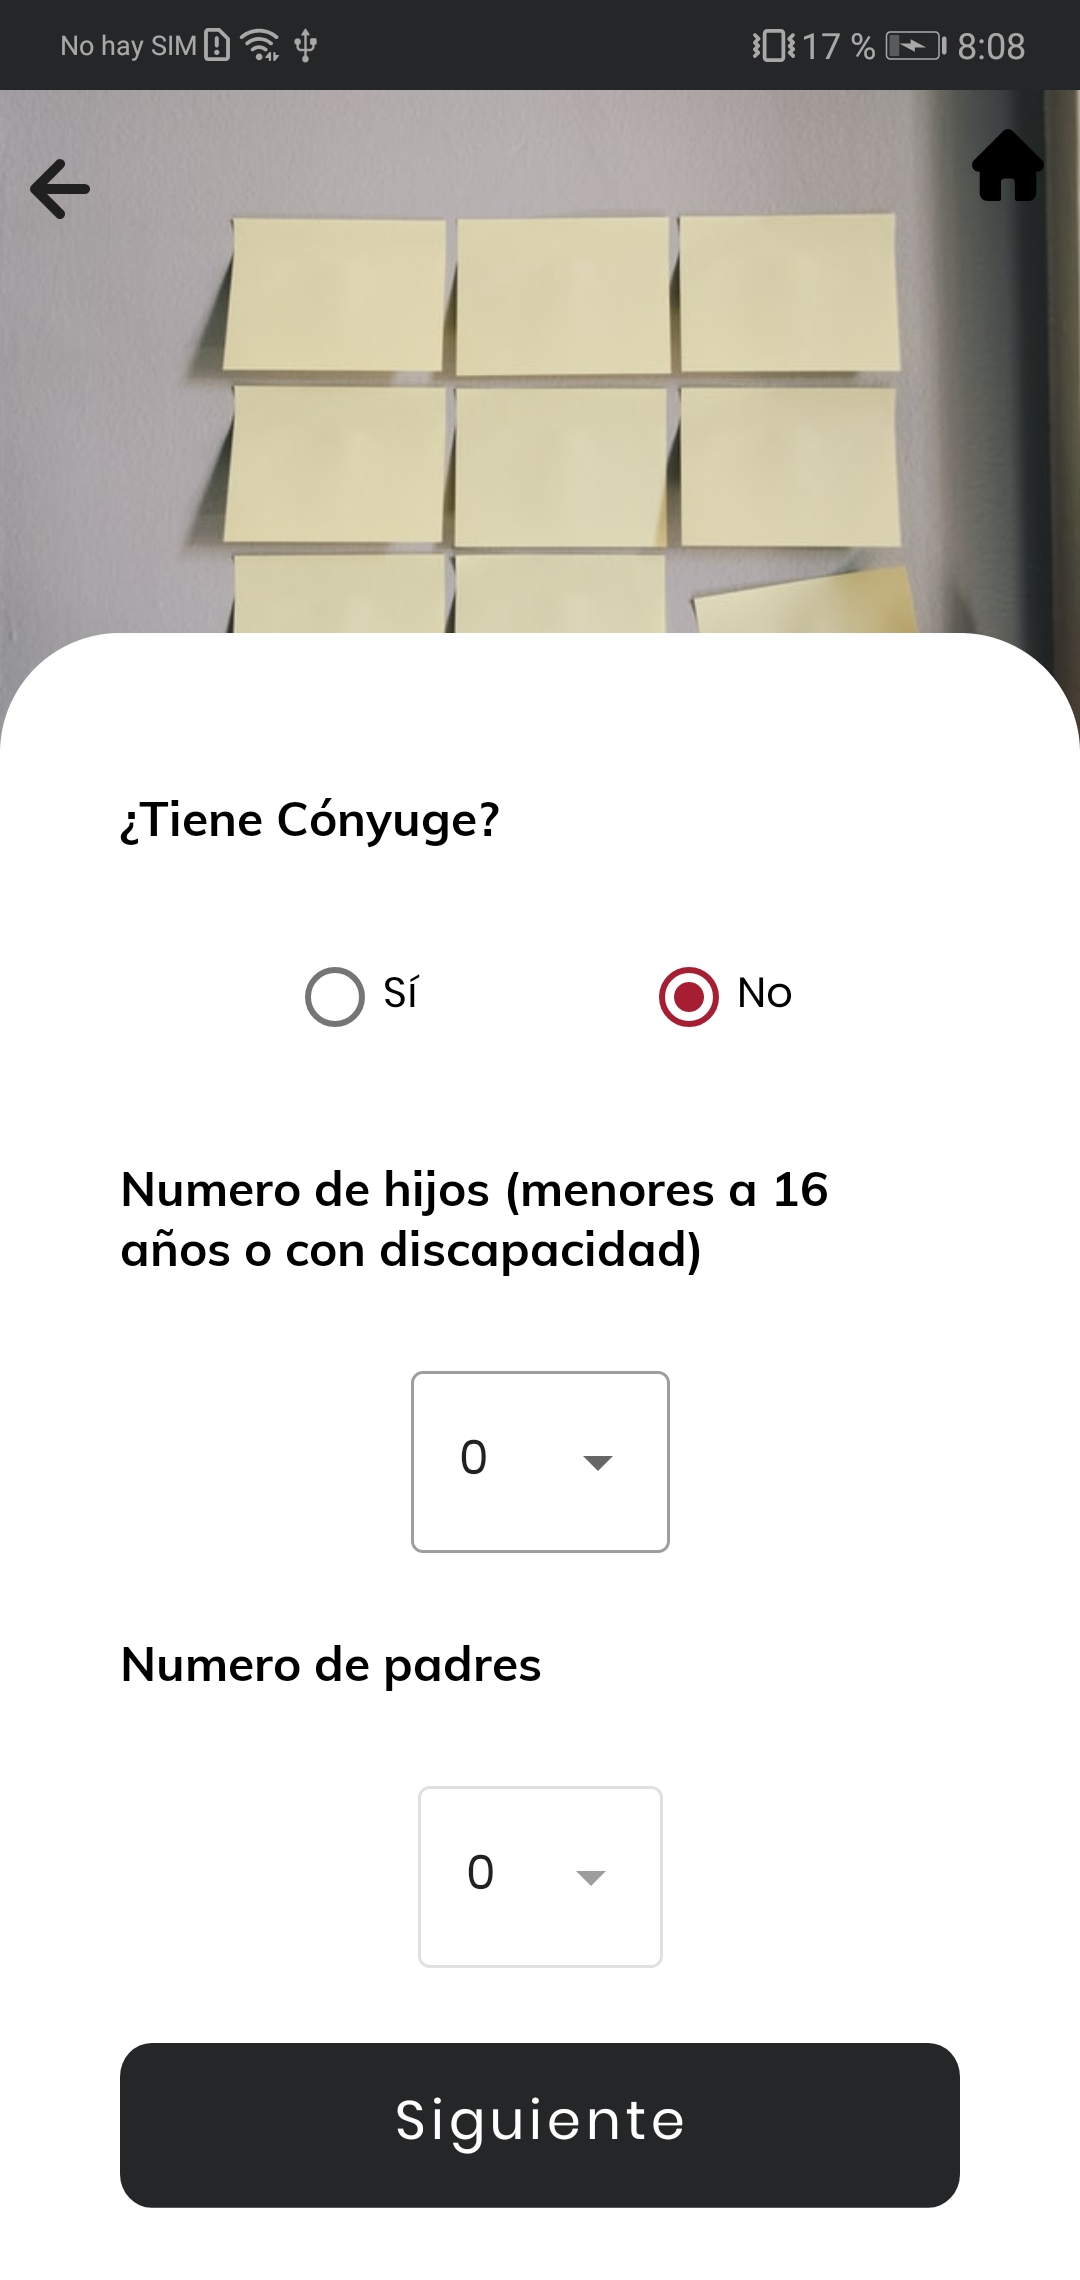 No hay SIM 17 % 8:08
¿Tiene Cónyuge?
Sí No
Numero de hijos (menores a 16
años o con discapacidad)
0
Numero de padres
0
Siguiente